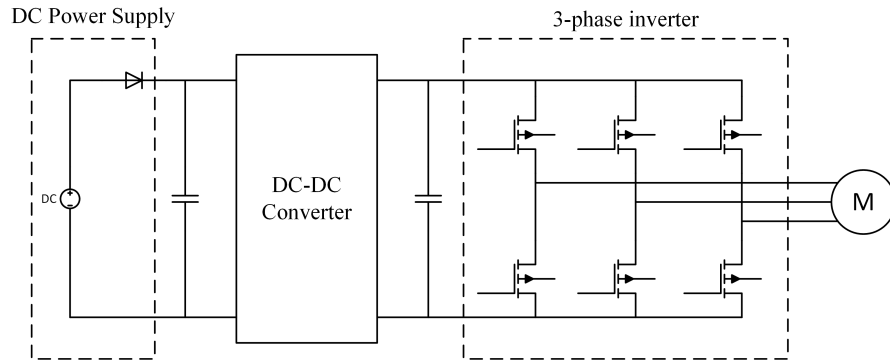 DC Power Supply
3-phase inverter
DC
DC-DC
Converter
M